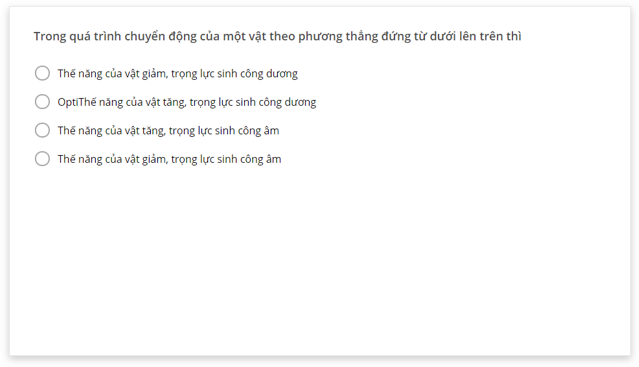 Trong quá trình chuyển động của một vật theo phương thẳng đứng từ dưới lên trên thì
Thế năng của vật giảm, trọng lực sinh công dương
OptiThế năng của vật tăng, trọng lực sinh công dương
Thế năng của vật tăng, trọng lực sinh công âm
Thế năng của vật giảm, trọng lực sinh công âm